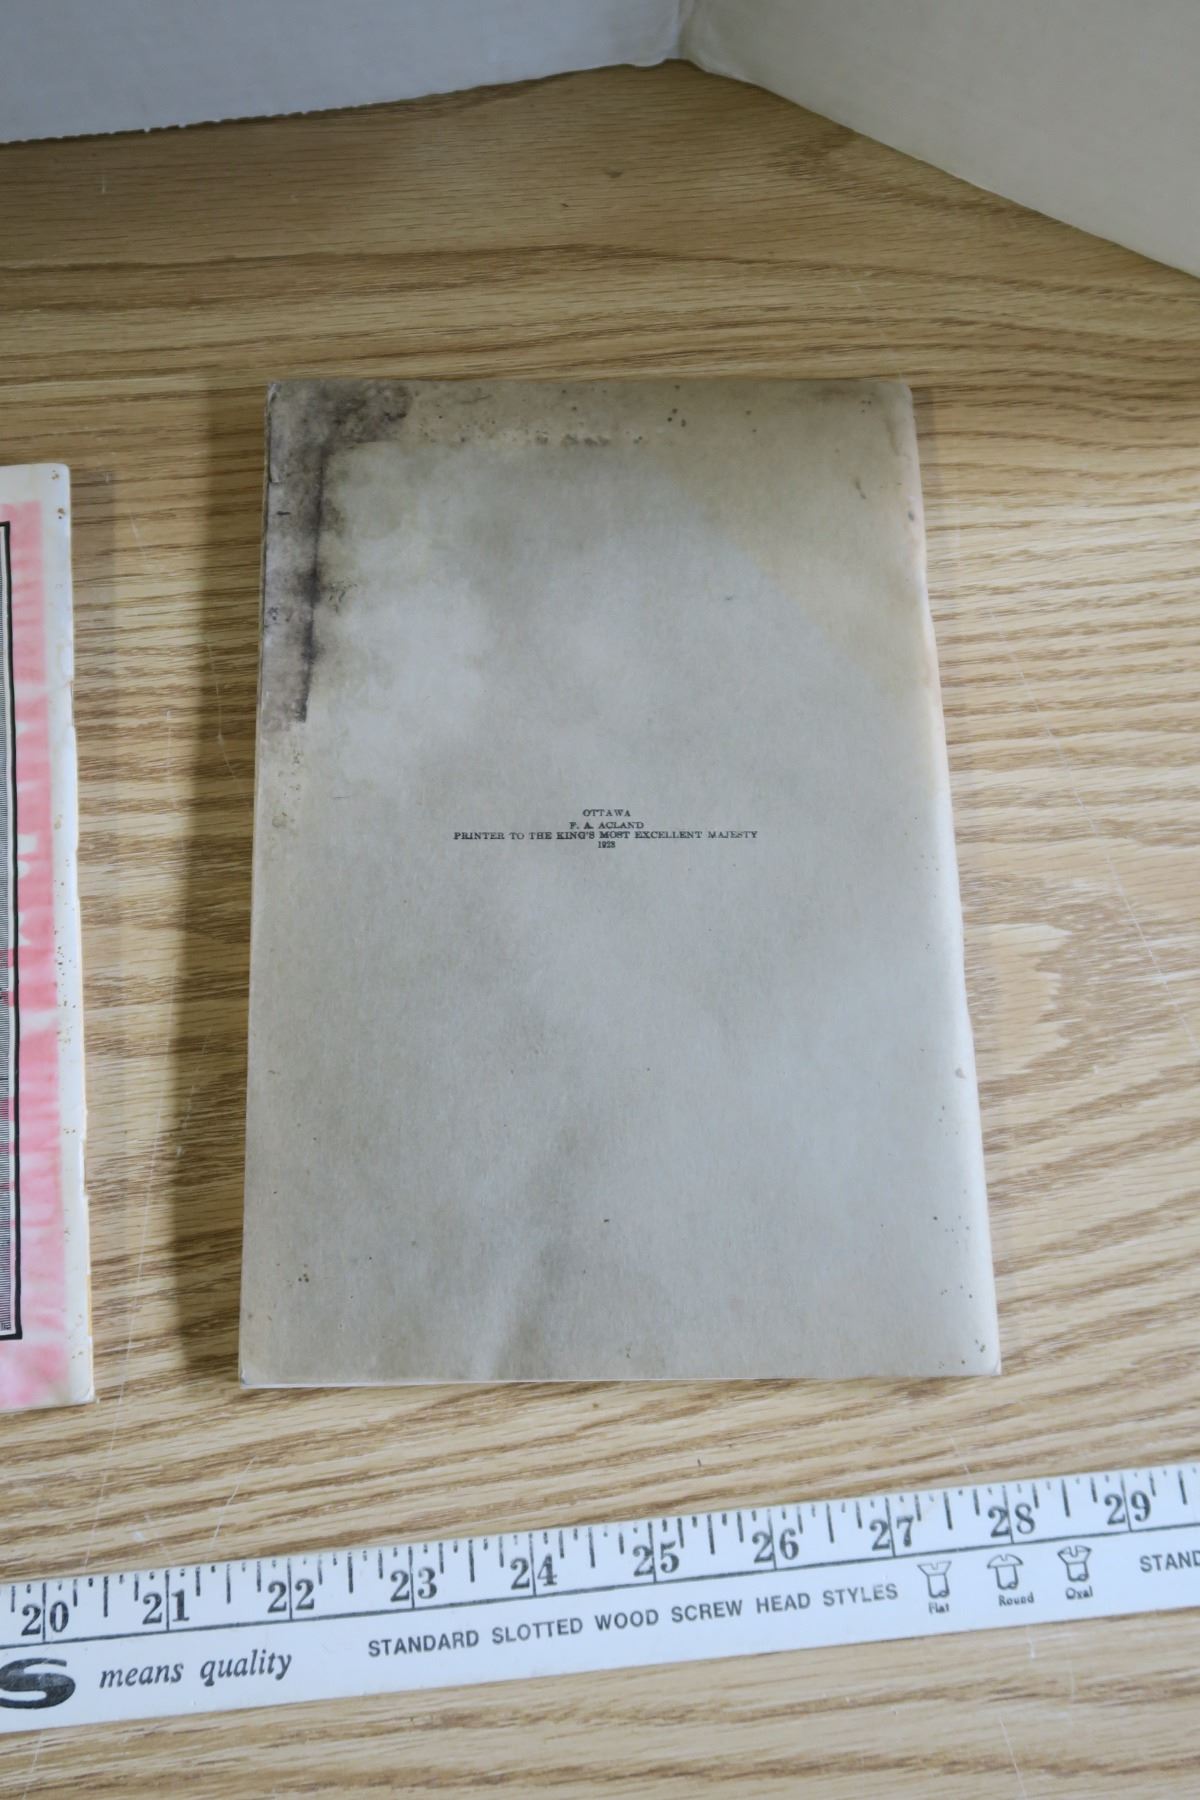 OTTAWA
F. A. ACLAND
PRINTER TO THE KING'S MOST EXCELLENT MAJESTY
1928
20 21 22 23 24 25 26 27 28 29
S means quality
STANDARD SLOTTED WOOD SCREW HEAD STYLES
Flat Round Oval
STAND